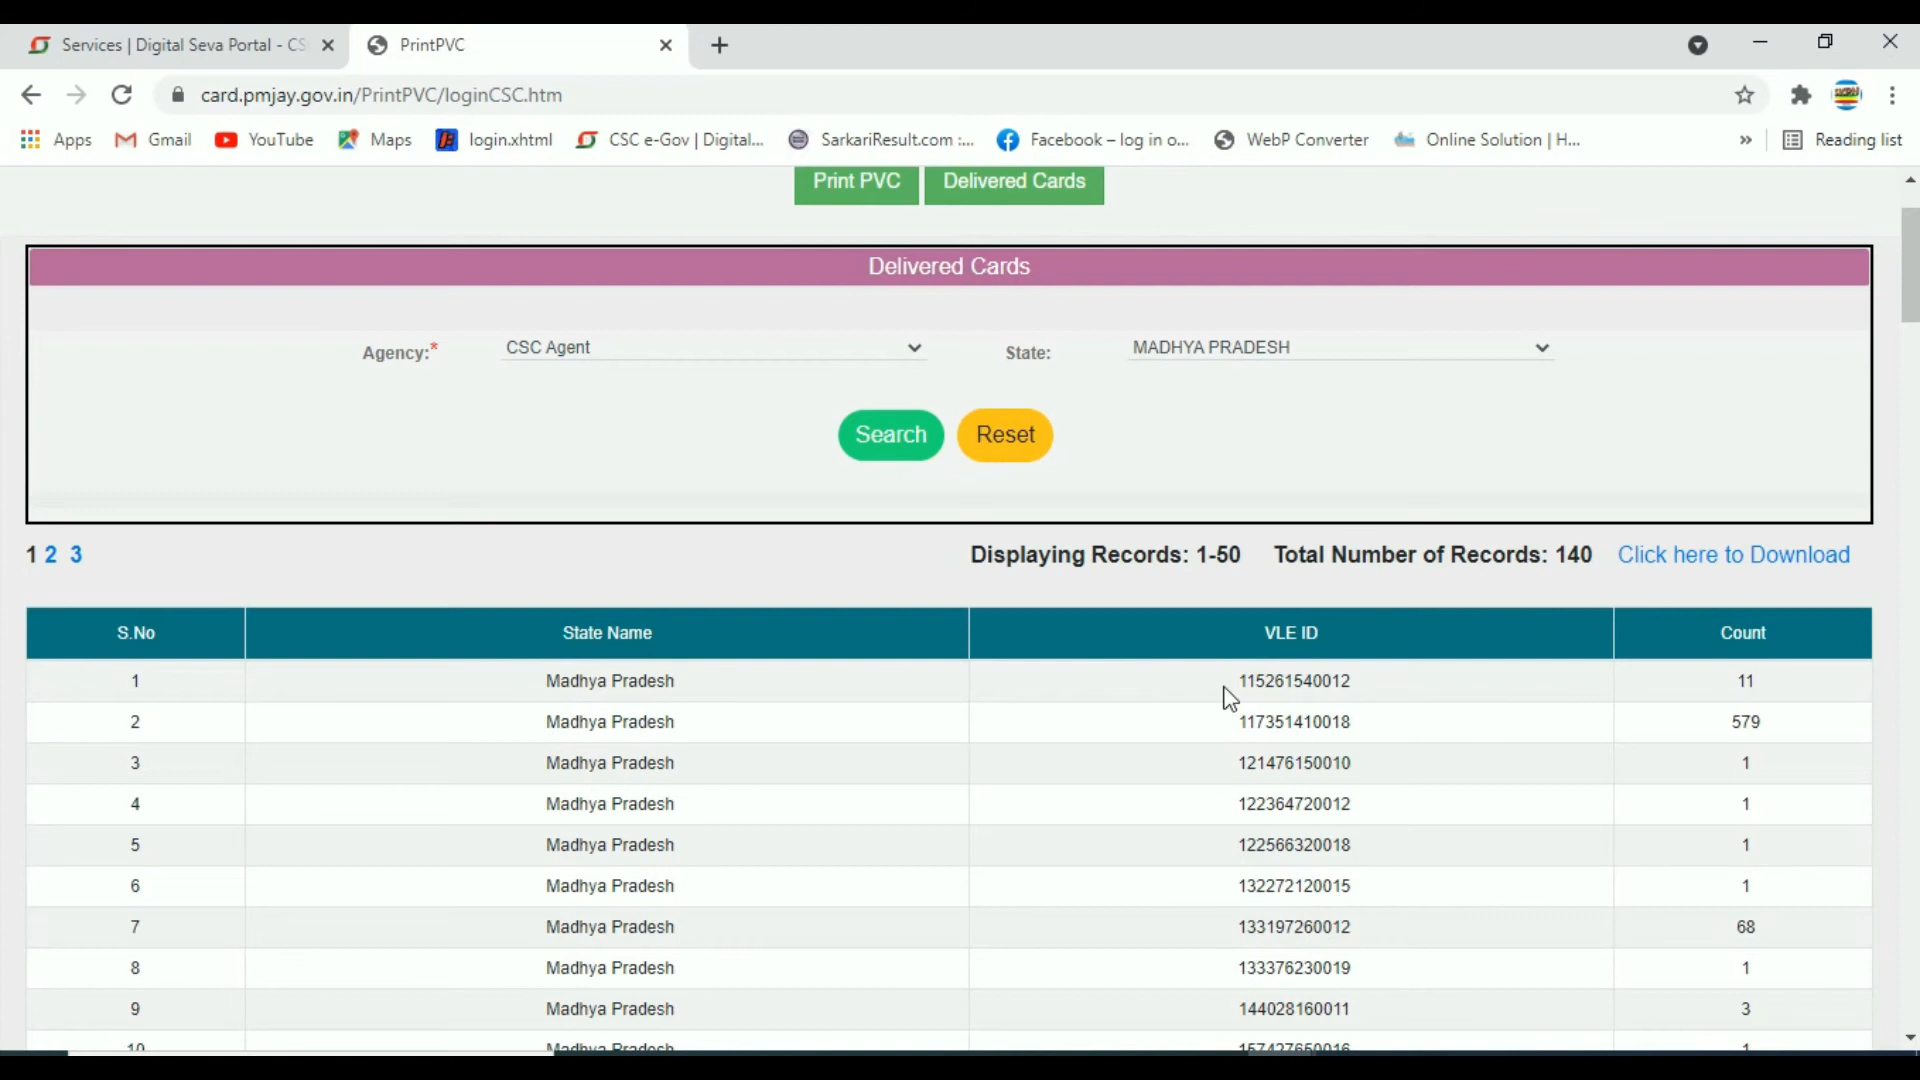 Services | Digital Seva Portal - CS
PrintPVC
card.pmjay.gov.in/PrintPVC/loginCSC.htm
Apps Gmail YouTube Maps login.xhtml CSC e-Gov | Digital... SarkariResult.com :... Facebook – log in o... WebP Converter Online Solution | H... » Reading list
Print PVC Delivered Cards
Delivered Cards
Agency:* CSC Agent State: MADHYA PRADESH
Search Reset
1 2 3 Displaying Records: 1-50 Total Number of Records: 140 Click here to Download
S.No State Name VLE ID Count
1 Madhya Pradesh 115261540012 11
2 Madhya Pradesh 117351410018 579
3 Madhya Pradesh 121476150010 1
4 Madhya Pradesh 122364720012 1
5 Madhya Pradesh 122566320018 1
6 Madhya Pradesh 132272120015 1
7 Madhya Pradesh 133197260012 68
8 Madhya Pradesh 133376230019 1
9 Madhya Pradesh 144028160011 3
10 Madhya Pradesh 157427650016 1